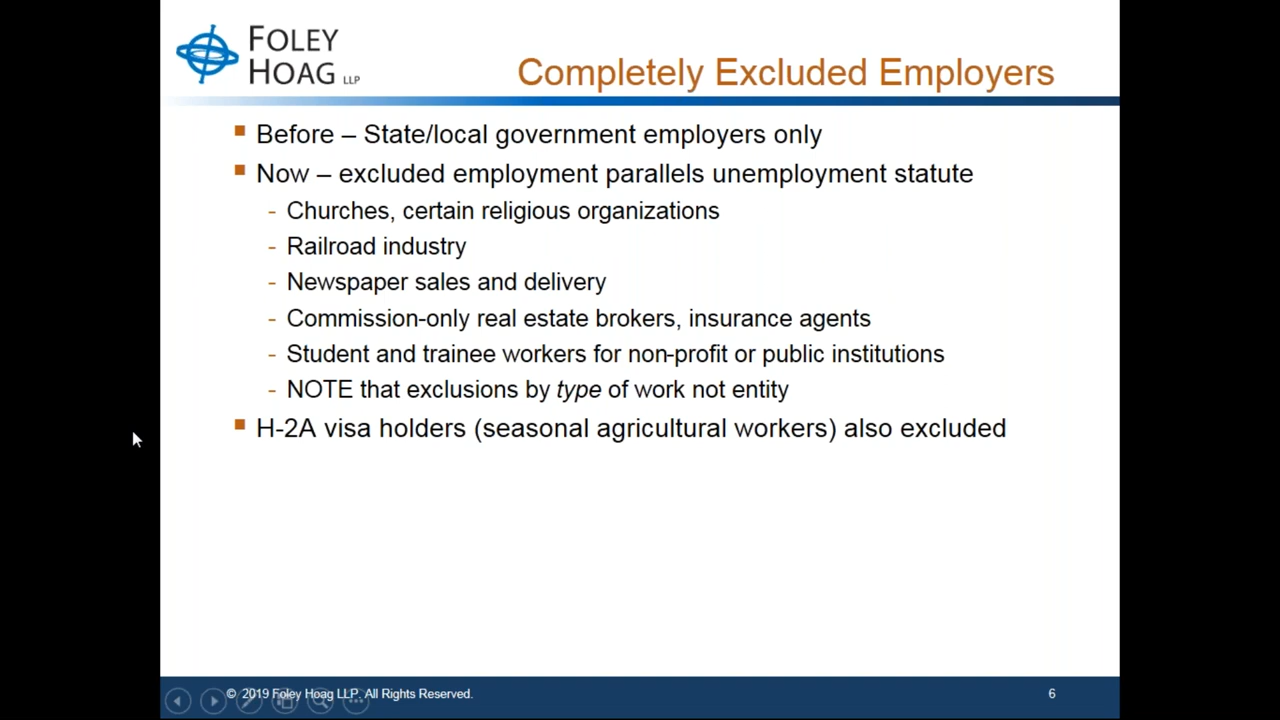 FOLEY
HOAG LLP
Completely Excluded Employers
Before – State/local government employers only
Now – excluded employment parallels unemployment statute
- Churches, certain religious organizations
- Railroad industry
- Newspaper sales and delivery
- Commission-only real estate brokers, insurance agents
- Student and trainee workers for non-profit or public institutions
- NOTE that exclusions by type of work not entity
H-2A visa holders (seasonal agricultural workers) also excluded
© 2019 Foley Hoag LLP. All Rights Reserved.
6